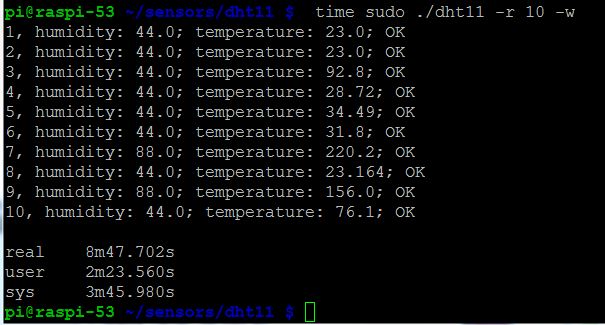 pi@raspi-53 ~/sensors/dht11 $ time sudo ./dht11 -r 10 -w
1, humidity: 44.0; temperature: 23.0; OK
2, humidity: 44.0; temperature: 23.0; OK
3, humidity: 44.0; temperature: 92.8; OK
4, humidity: 44.0; temperature: 28.72; OK
5, humidity: 44.0; temperature: 34.49; OK
6, humidity: 44.0; temperature: 31.8; OK
7, humidity: 88.0; temperature: 220.2; OK
8, humidity: 44.0; temperature: 23.164; OK
9, humidity: 88.0; temperature: 156.0; OK
10, humidity: 44.0; temperature: 76.1; OK
real 8m47.702s
user 2m23.560s
sys 3m45.980s
pi@raspi-53 ~/sensors/dht11 $